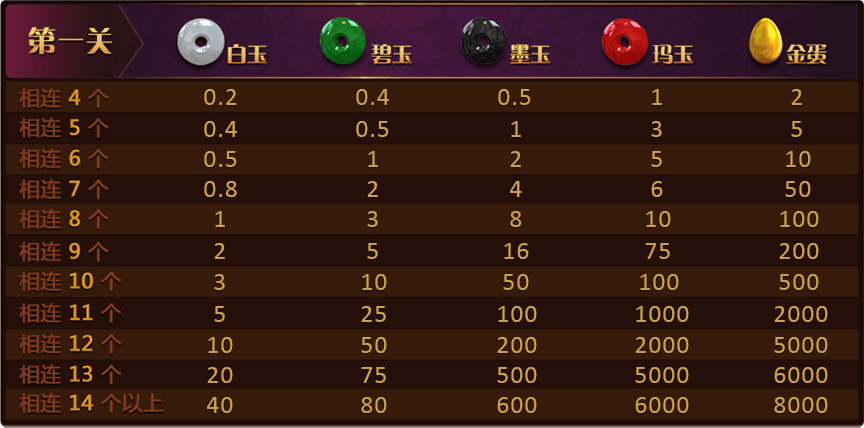 第一关 白玉 碧玉 墨玉 玛玉 金蛋
相连 4 个 0.2 0.4 0.5 1 2
相连 5 个 0.4 0.5 1 3 5
相连 6 个 0.5 1 2 5 10
相连 7 个 0.8 2 4 6 50
相连 8 个 1 3 8 10 100
相连 9 个 2 5 16 75 200
相连 10 个 3 10 50 100 500
相连 11 个 5 25 100 1000 2000
相连 12 个 10 50 200 2000 5000
相连 13 个 20 75 500 5000 6000
相连 14 个以上 40 80 600 6000 8000